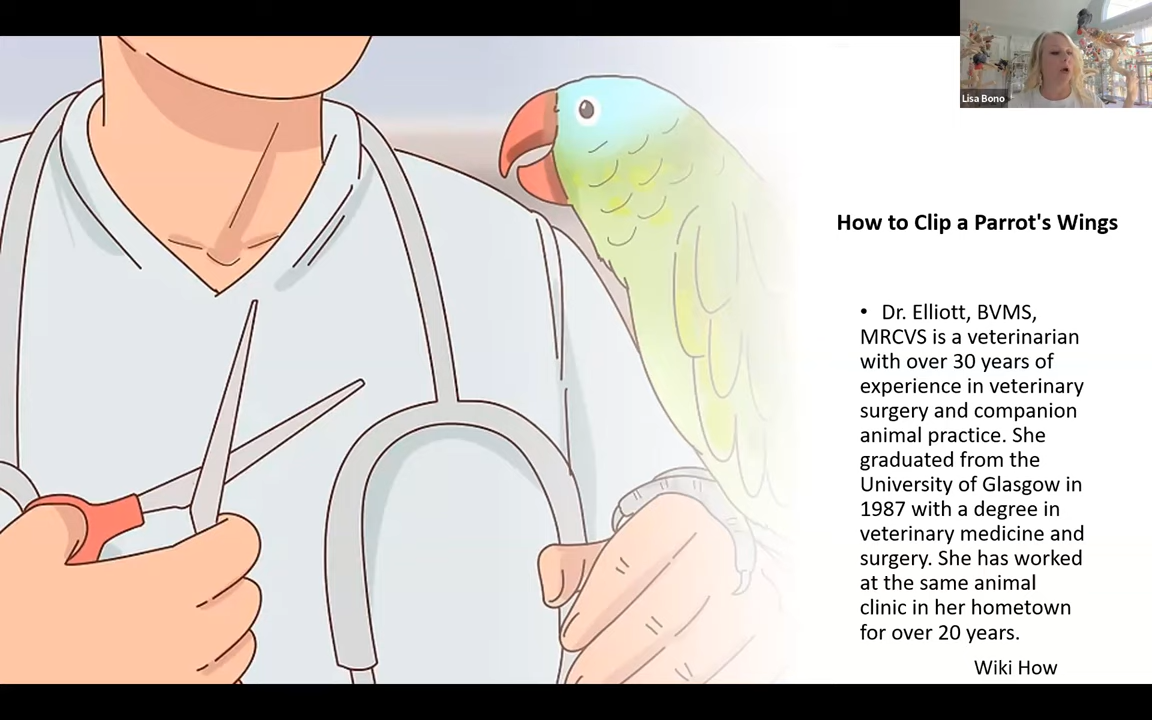 Lisa Bono
How to Clip a Parrot's Wings
• Dr. Elliott, BVMS,
MRCVS is a veterinarian
with over 30 years of
experience in veterinary
surgery and companion
animal practice. She
graduated from the
University of Glasgow in
1987 with a degree in
veterinary medicine and
surgery. She has worked
at the same animal
clinic in her hometown
for over 20 years.
Wiki How